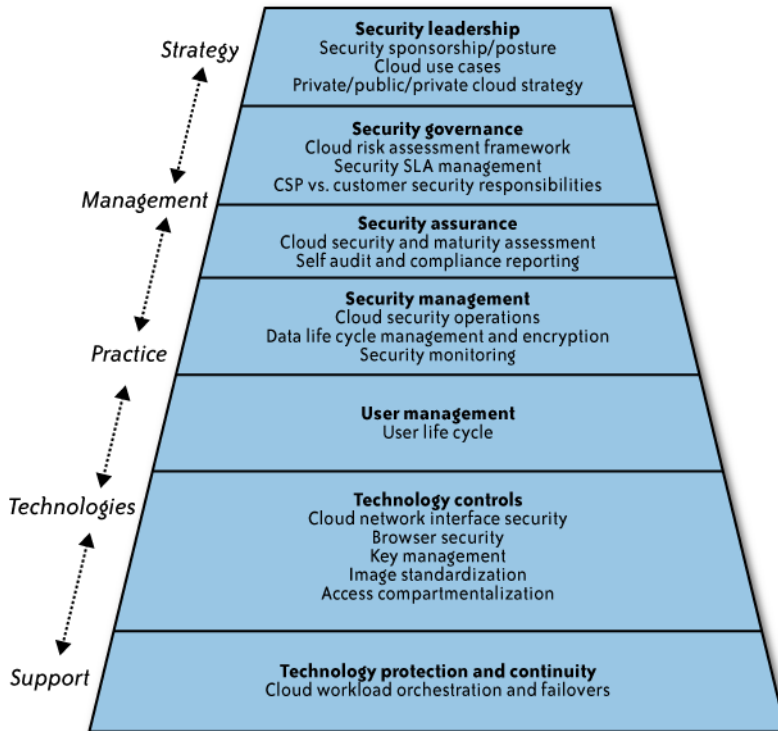 Strategy
Security leadership
Security sponsorship/posture
Cloud use cases
Private/public/private cloud strategy
Security governance
Cloud risk assessment framework
Security SLA management
CSP vs. customer security responsibilities
Management
Security assurance
Cloud security and maturity assessment
Self audit and compliance reporting
Security management
Cloud security operations
Data life cycle management and encryption
Security monitoring
Practice
User management
User life cycle
Technologies
Technology controls
Cloud network interface security
Browser security
Key management
Image standardization
Access compartmentalization
Support
Technology protection and continuity
Cloud workload orchestration and failovers